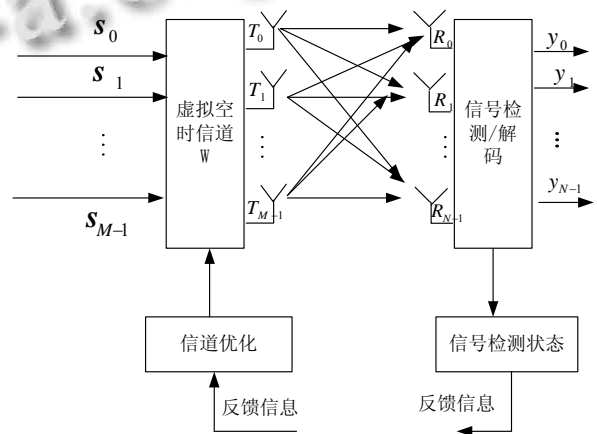 s0
s1
⋮
sM-1
虚拟空
时信道
W
T0
T1
⋮
TM-1
R0
R1
⋮
RN-1
信号检
测/解
码
y0
y1
⋮
yN-1
信道优化
信号检测状态
反馈信息
反馈信息